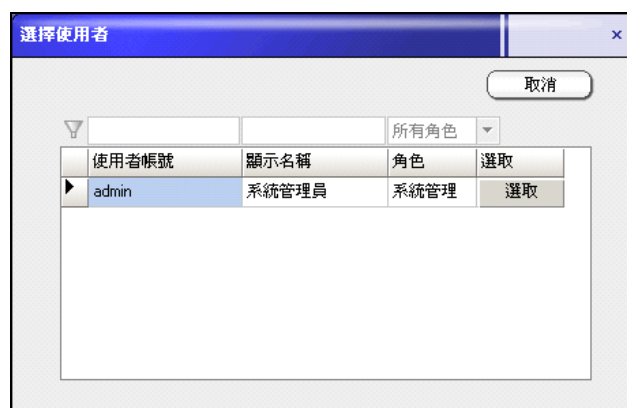 選擇使用者
取消
所有角色
使用者帳號 顯示名稱 角色 選取
admin 系統管理員 系統管理 選取